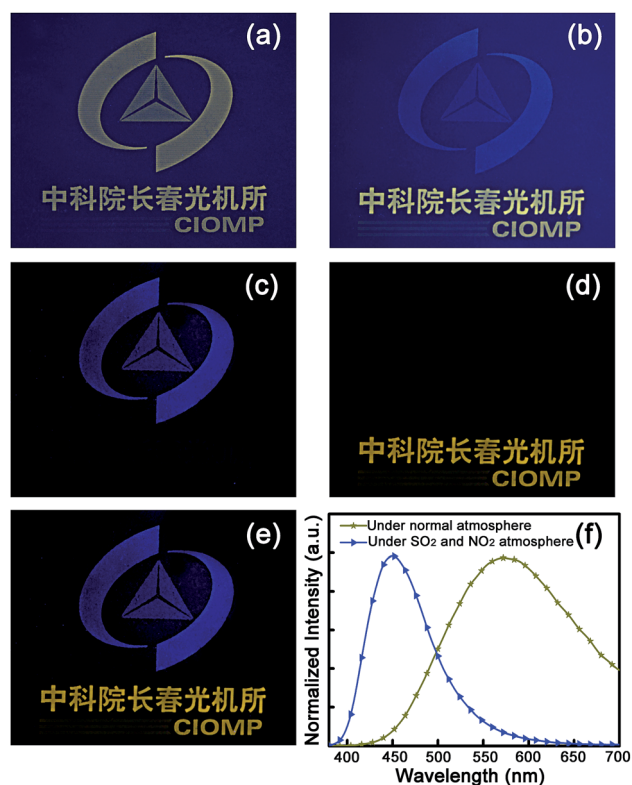 (a)
中科院长春光机所
CIOMP
(b)
中科院长春光机所
CIOMP
(c)
(d)
中科院长春光机所
CIOMP
(e)
中科院长春光机所
CIOMP
(f)
Under normal atmosphere
Under SO₂ and NO₂ atmosphere
Normalized Intensity (a.u.)
400 450 500 550 600 650 700
Wavelength (nm)